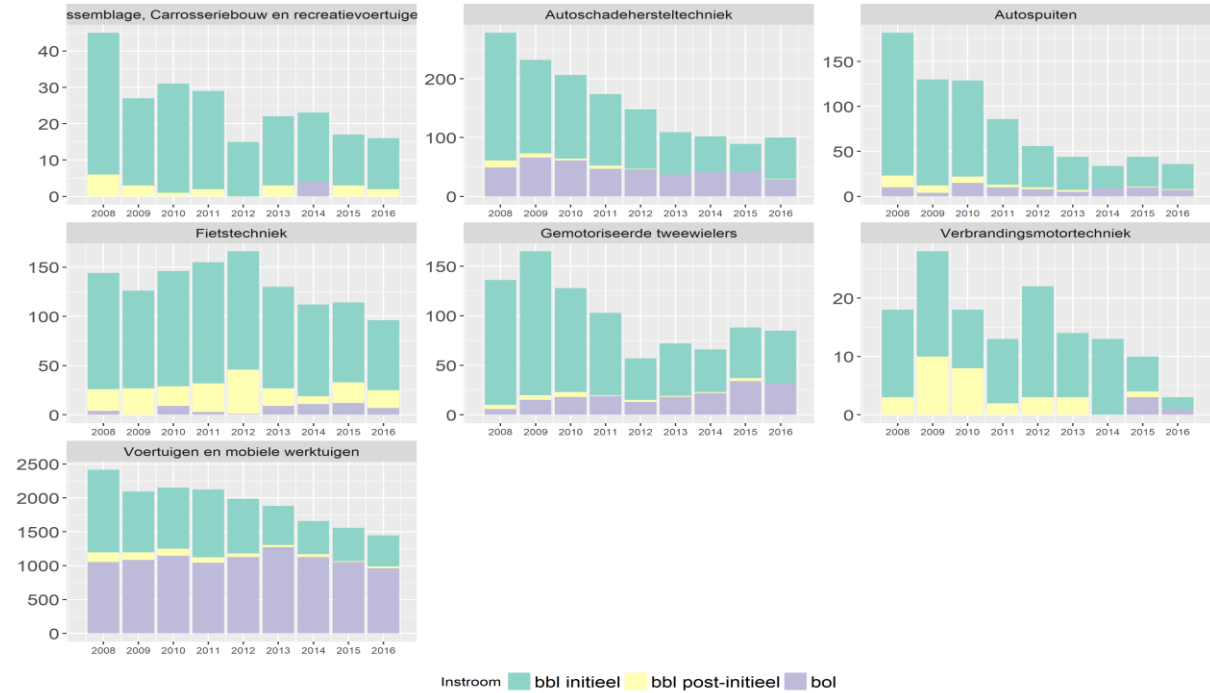 ssemblage, Carrosseriebouw en recreatievoertuige
40
30
20
10
0
2008 2009 2010 2011 2012 2013 2014 2015 2016
Autoschadehersteltechniek
200
100
0
2008 2009 2010 2011 2012 2013 2014 2015 2016
Autospuiten
150
100
50
0
2008 2009 2010 2011 2012 2013 2014 2015 2016
Fietstechniek
150
100
50
0
2008 2009 2010 2011 2012 2013 2014 2015 2016
Gemotoriseerde tweewielers
150
100
50
0
2008 2009 2010 2011 2012 2013 2014 2015 2016
Verbrandingsmotortechniek
20
10
0
2008 2009 2010 2011 2012 2013 2014 2015 2016
Voertuigen en mobiele werktuigen
2500
2000
1500
1000
500
0
2008 2009 2010 2011 2012 2013 2014 2015 2016
Instroom bbl initieel bbl post-initieel bol